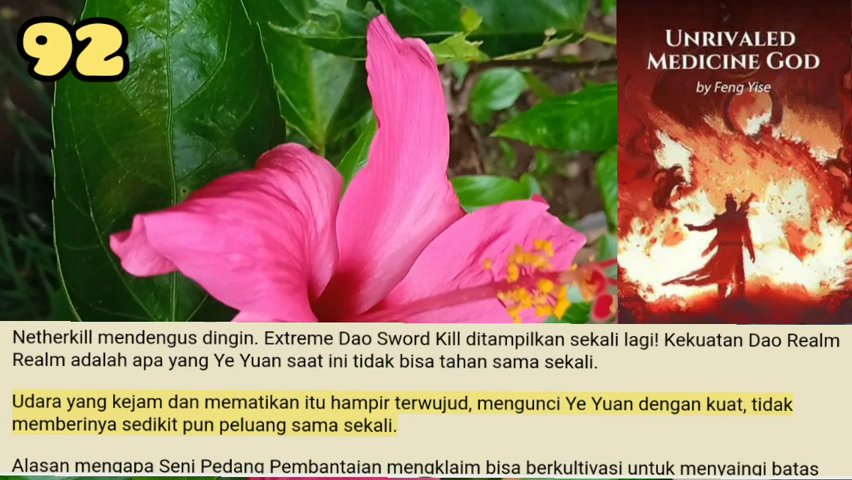 92
UNRIVALED
MEDICINE GOD
by Feng Yise
Netherkill mendengus dingin. Extreme Dao Sword Kill ditampilkan sekali lagi! Kekuatan Dao Realm
Realm adalah apa yang Ye Yuan saat ini tidak bisa tahan sama sekali.
Udara yang kejam dan mematikan itu hampir terwujud, mengunci Ye Yuan dengan kuat, tidak
memberinya sedikit pun peluang sama sekali.
Alasan mengapa Seni Pedang Pembantaian mengklaim bisa berkultivasi untuk menyaingi batas